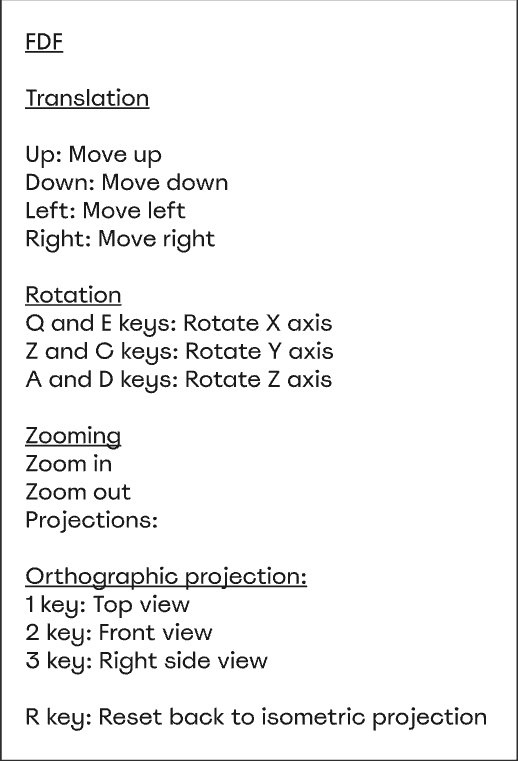 FDF
Translation
Up: Move up
Down: Move down
Left: Move left
Right: Move right
Rotation
Q and E keys: Rotate X axis
Z and C keys: Rotate Y axis
A and D keys: Rotate Z axis
Zooming
Zoom in
Zoom out
Projections:
Orthographic projection:
1 key: Top view
2 key: Front view
3 key: Right side view
R key: Reset back to isometric projection